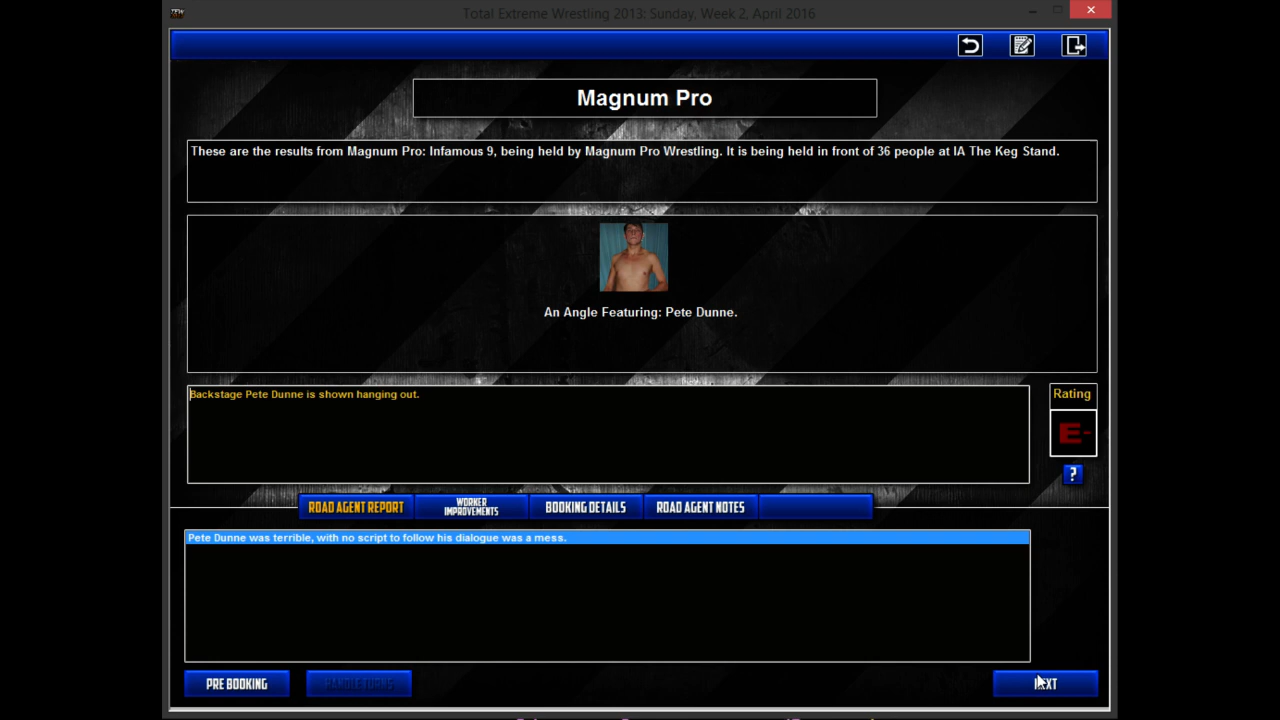 Total Extreme Wrestling 2013: Sunday, Week 2, April 2016
Magnum Pro
These are the results from Magnum Pro: Infamous 9, being held by Magnum Pro Wrestling. It is being held in front of 36 people at IA The Keg Stand.
An Angle Featuring: Pete Dunne.
Backstage Pete Dunne is shown hanging out.
Rating
E-
?
ROAD AGENT REPORT
WORKER
IMPROVEMENTS
BOOKING DETAILS
ROAD AGENT NOTES
Pete Dunne was terrible, with no script to follow his dialogue was a mess.
PRE BOOKING
HANDLE TURNS
NEXT